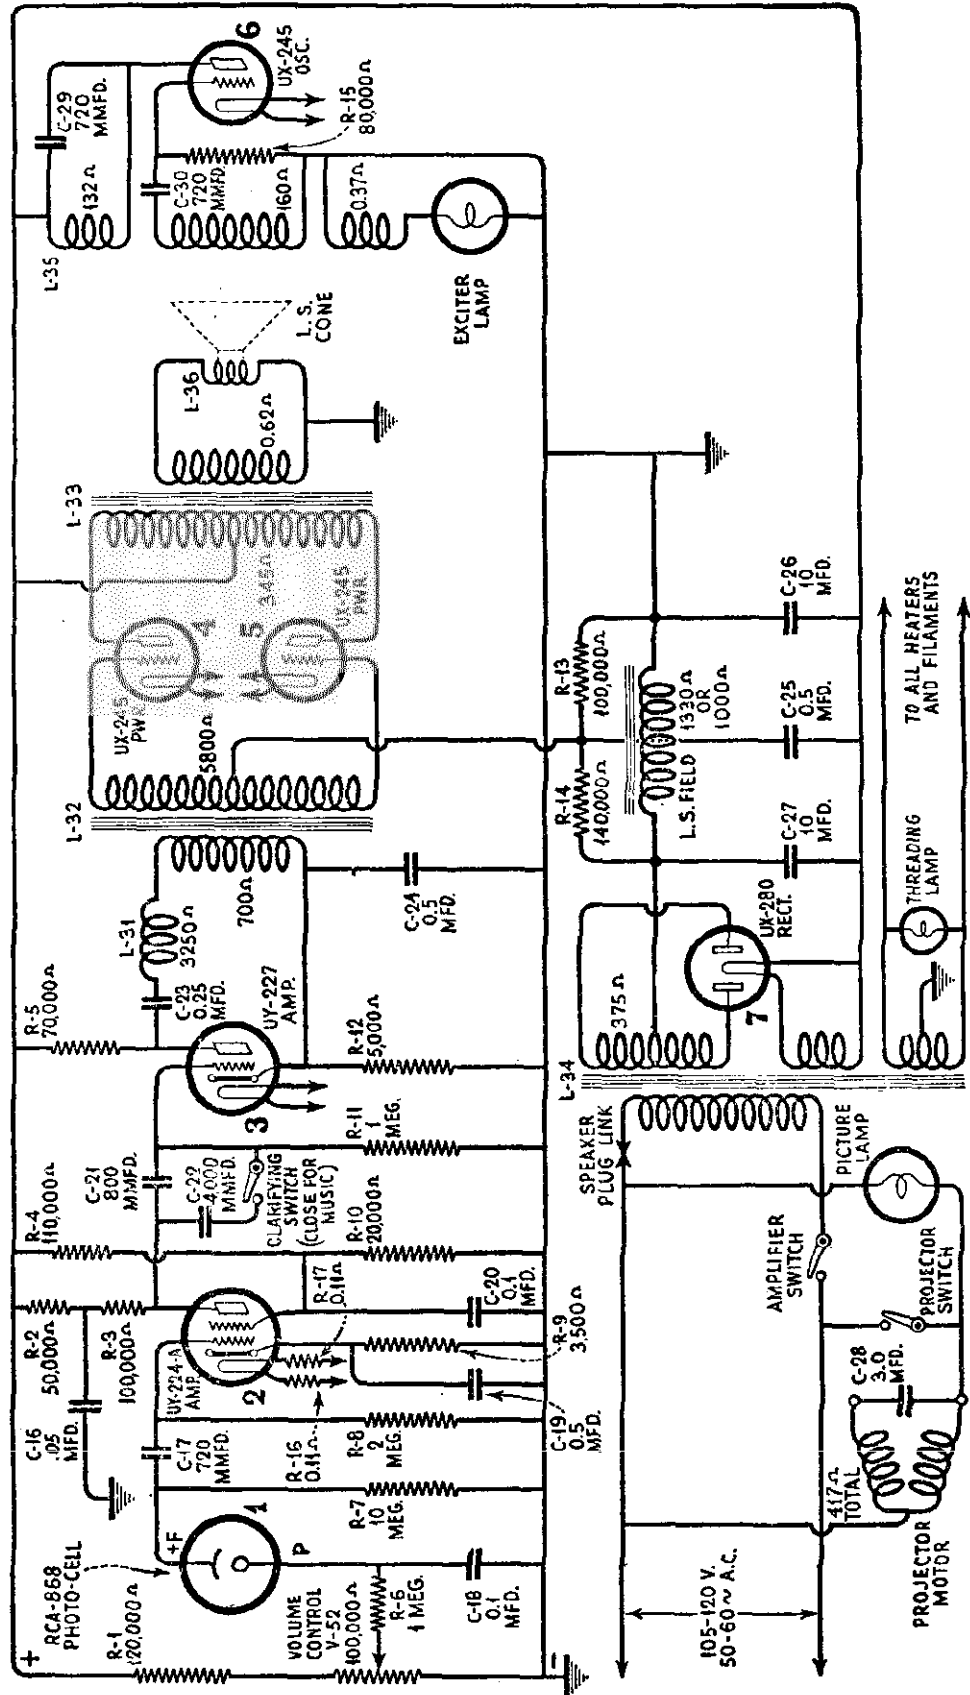 +
R-1
120,000Ω
RCA-868
PHOTO-CELL
+F
1
P
VOLUME
CONTROL
V-52
100,000Ω
R-6
1 MEG.
C-18
0.1
MFD.
−
R-7
10
MEG.
C-16
.05
MFD.
R-2
50,000Ω
R-3
100,000Ω
C-17
720
MMFD.
UY-224-A
AMP.
2
R-16
0.11Ω
R-17
0.11Ω
R-8
2
MEG.
C-19
0.5
MFD.
R-9
3,500Ω
C-20
0.1
MFD.
R-4
110,000Ω
R-10
20,000Ω
C-21
800
MMFD.
C-22
4,000
MMFD.
CLARIFYING
SWITCH
(CLOSE FOR
MUSIC)
R-11
1
MEG.
R-5
70,000Ω
3
UY-227
AMP.
R-12
5,000Ω
C-23
0.25
MFD.
L-31
3250Ω
700Ω
C-24
0.5
MFD.
L-32
5800Ω
UX-245
PWR.
4
5
345Ω
UX-245
PWR.
L-33
0.62Ω
L-36
L.S.
CONE
L-35
132Ω
C-29
720
MMFD.
C-30
720
MMFD.
160Ω
6
UX-245
OSC.
R-15
80,000Ω
0.37Ω
EXCITER
LAMP
105-120 V.
50-60~ A.C.
PROJECTOR
MOTOR
417Ω
TOTAL
C-28
3.0
MFD.
PROJECTOR
SWITCH
AMPLIFIER
SWITCH
PICTURE
LAMP
SPEAKER
PLUG LINK
L-34
375Ω
7
UX-280
RECT.
THREADING
LAMP
TO ALL HEATERS
AND FILAMENTS
R-14
140,000Ω
R-13
100,000Ω
L.S. FIELD
1330Ω
OR
1000Ω
C-27
10
MFD.
C-25
0.5
MFD.
C-26
10
MFD.